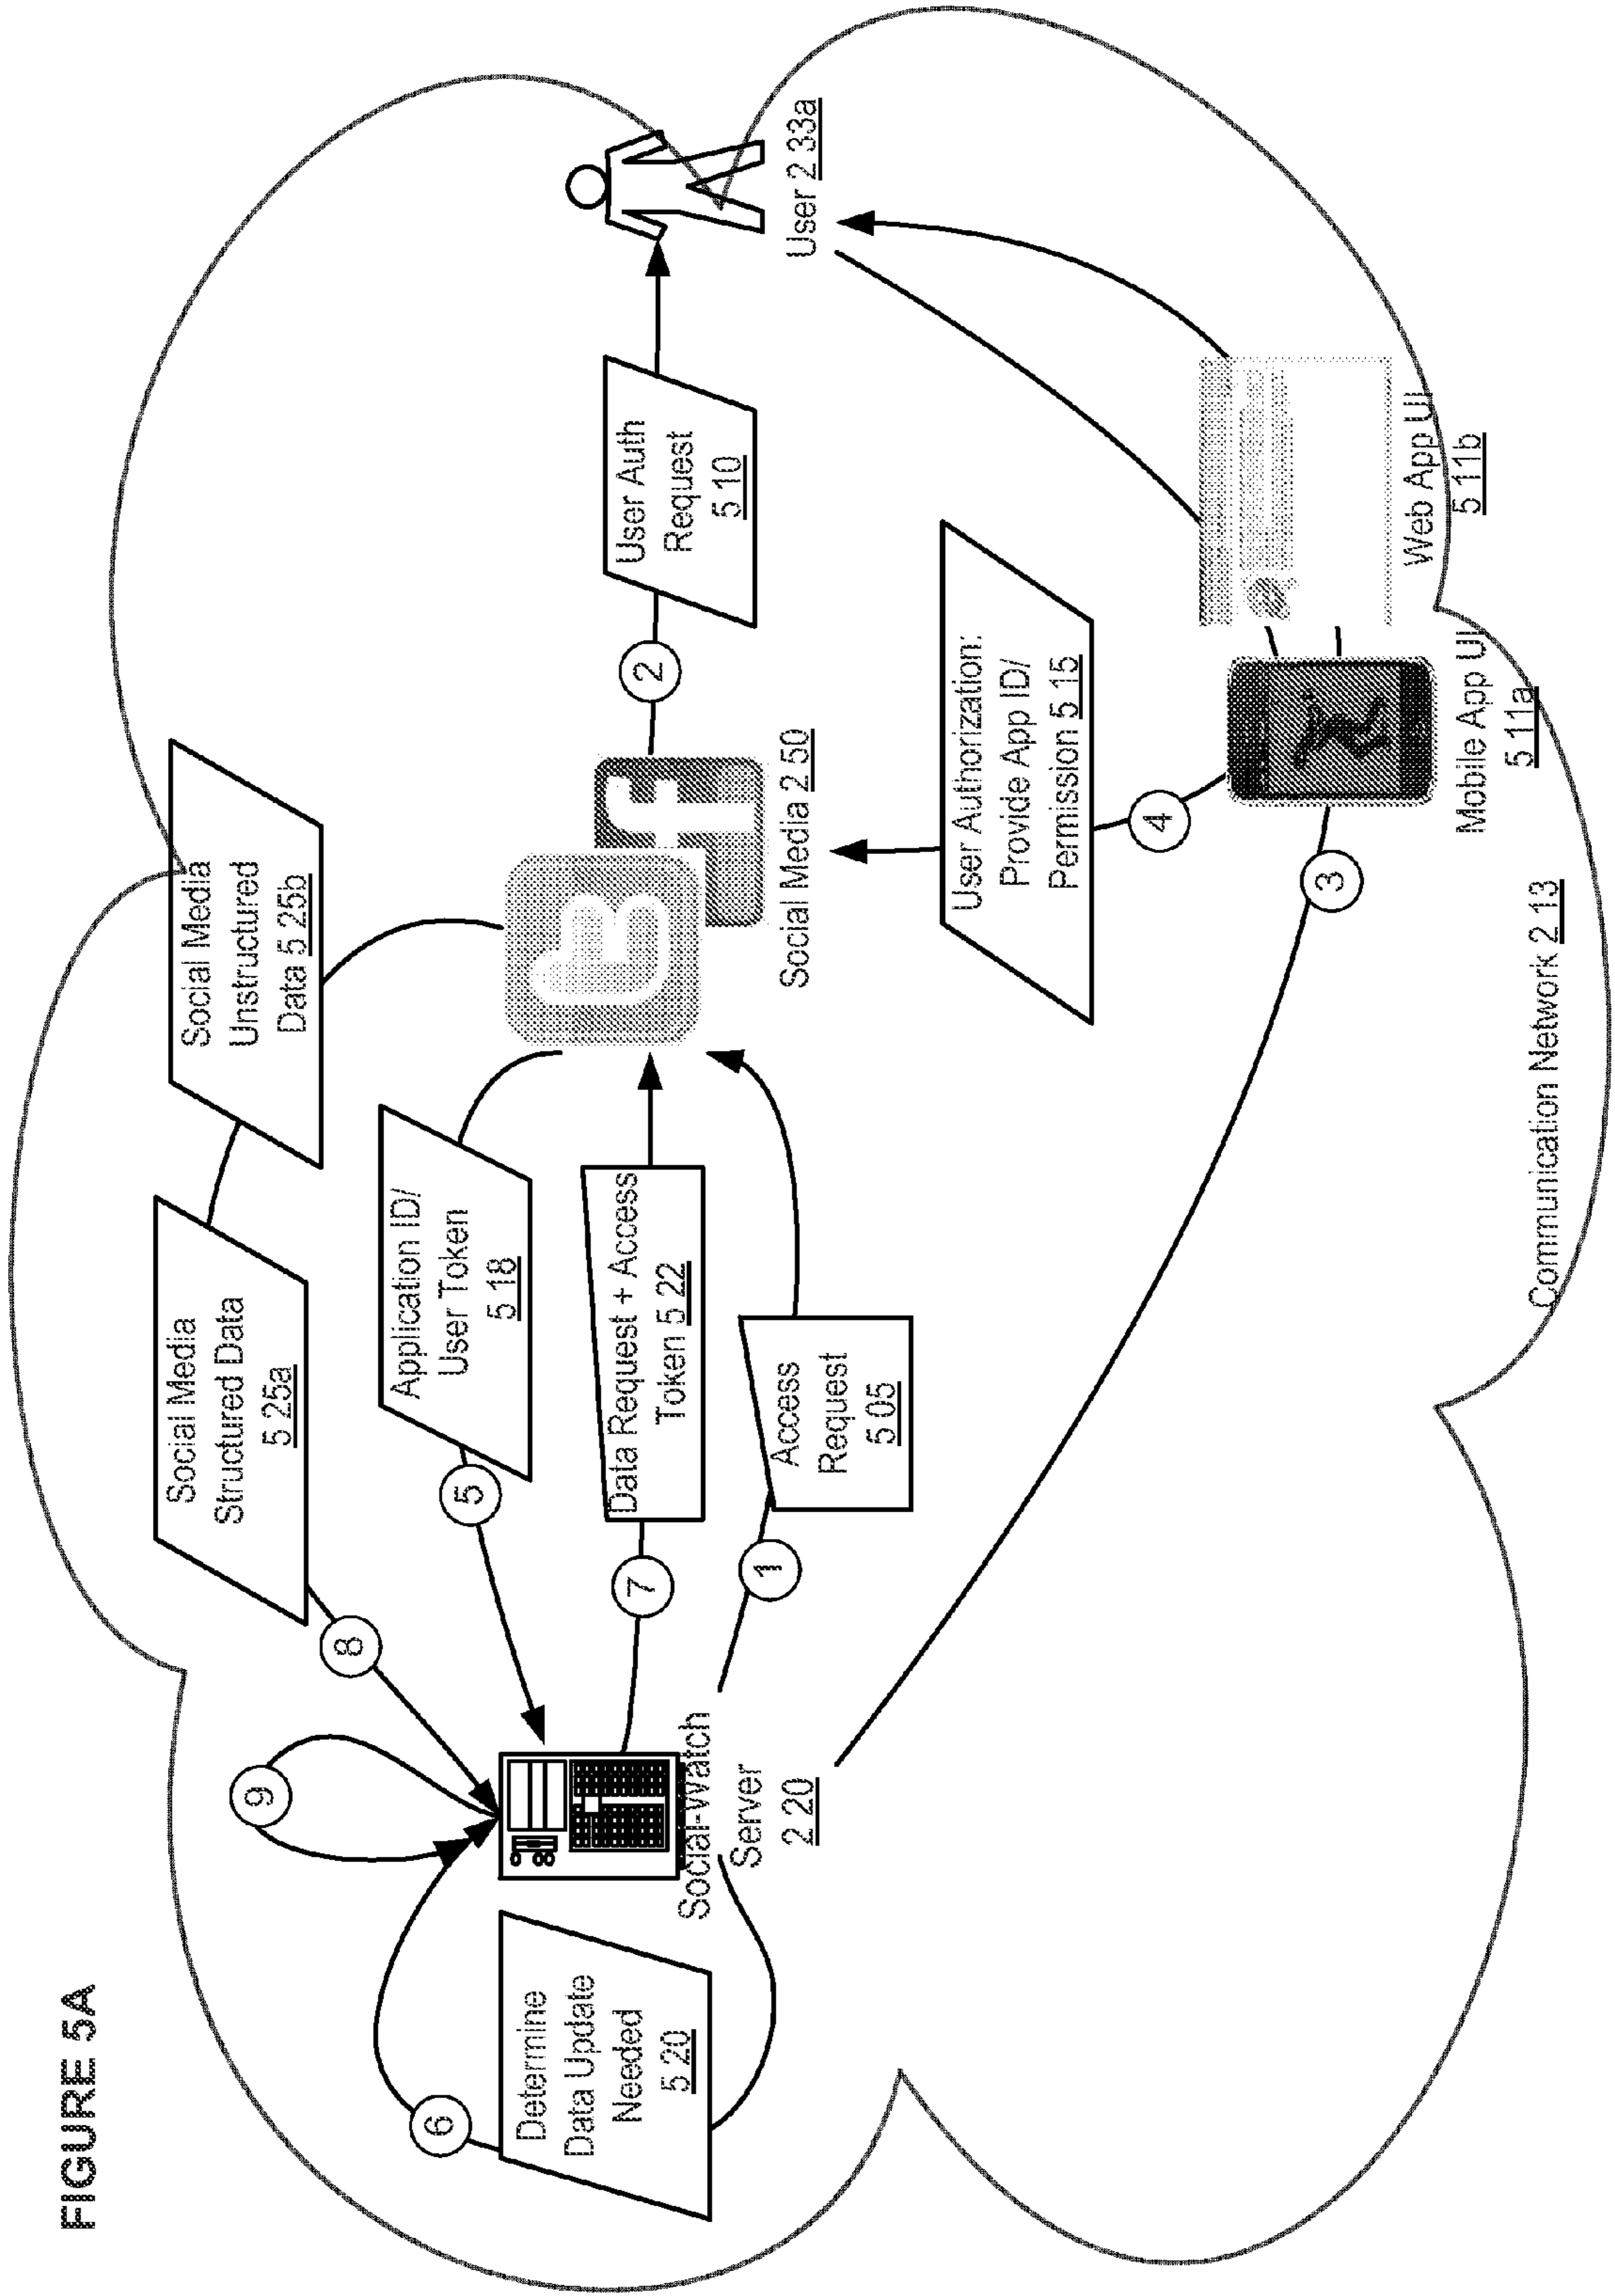 FIGURE 5A
Social Media
Structured Data
5 25a
Social Media
Unstructured
Data 5 25b
9
8
6
Determine
Data Update
Needed
5 20
5
Application ID/
User Token
5 18
Social-Watch
Server
2 20
7
Data Request + Access
Token 5 22
1
Access
Request
5 05
f
Social Media 2 50
2
User Auth
Request
5 10
User 2 33a
User Authorization:
Provide App ID/
Permission 5 15
4
3
Mobile App UI
5 11a
Web App UI
5 11b
Communication Network 2 13